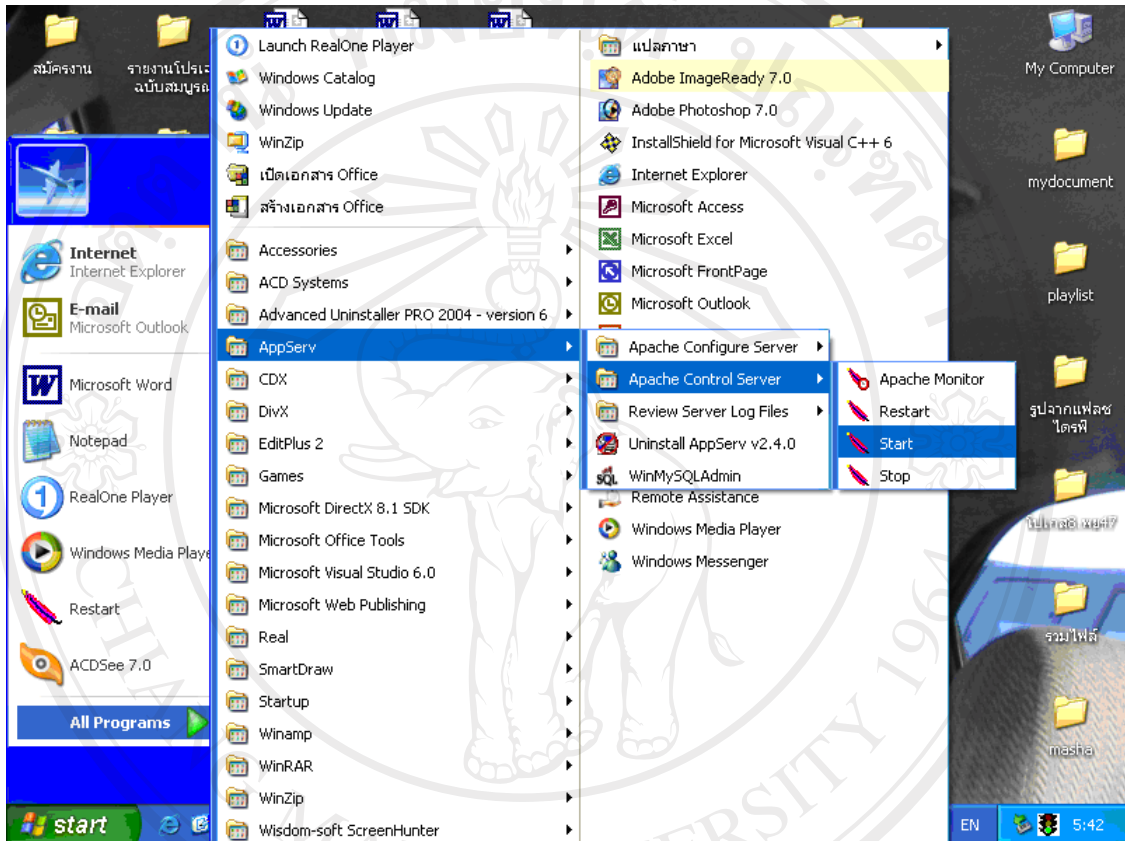 สมัครงาน
รายงานโปรเจ
ฉบับสมบูรณ
Internet
Internet Explorer
E-mail
Microsoft Outlook
Microsoft Word
Notepad
RealOne Player
Windows Media Playe
Restart
ACDSee 7.0
All Programs
start
Launch RealOne Player
Windows Catalog
Windows Update
WinZip
เปิดเอกสาร Office
สร้างเอกสาร Office
Accessories
ACD Systems
Advanced Uninstaller PRO 2004 - version 6
AppServ
CDX
DivX
EditPlus 2
Games
Microsoft DirectX 8.1 SDK
Microsoft Office Tools
Microsoft Visual Studio 6.0
Microsoft Web Publishing
Real
SmartDraw
Startup
Winamp
WinRAR
WinZip
Wisdom-soft ScreenHunter
แปลภาษา
Adobe ImageReady 7.0
Adobe Photoshop 7.0
InstallShield for Microsoft Visual C++ 6
Internet Explorer
Microsoft Access
Microsoft Excel
Microsoft FrontPage
Microsoft Outlook
Apache Configure Server
Apache Control Server
Review Server Log Files
Uninstall AppServ v2.4.0
WinMySQLAdmin
Remote Assistance
Windows Media Player
Windows Messenger
Apache Monitor
Restart
Start
Stop
My Computer
mydocument
playlist
รูปจากแฟลช
ไดรฟ์
รวมไฟล์
masha
EN
5:42